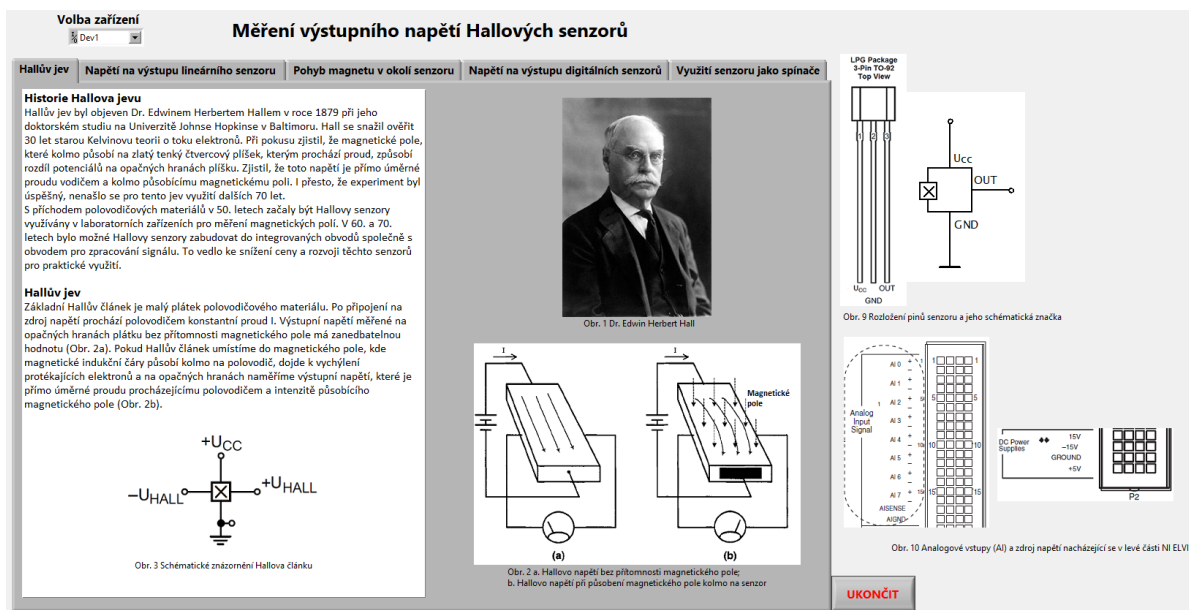 Volba zařízení
Dev1
Měření výstupního napětí Hallových senzorů
Hallův jev
Napětí na výstupu lineárního senzoru
Pohyb magnetu v okolí senzoru
Napětí na výstupu digitálních senzorů
Využití senzoru jako spínače
Historie Hallova jevu
Hallův jev byl objeven Dr. Edwinem Herbertem Hallem v roce 1879 při jeho
doktorském studiu na Univerzitě Johnse Hopkinse v Baltimoru. Hall se snažil ověřit
30 let starou Kelvinovu teorii o toku elektronů. Při pokusu zjistil, že magnetické pole,
které kolmo působí na zlatý tenký čtvercový plíšek, kterým prochází proud, způsobí
rozdíl potenciálů na opačných hranách plíšku. Zjistil, že toto napětí je přímo úměrné
proudu vodičem a kolmo působícímu magnetickému poli. I přesto, že experiment byl
úspěšný, nenašlo se pro tento jev využití dalších 70 let.
S příchodem polovodičových materiálů v 50. letech začaly být Hallovy senzory
využívány v laboratorních zařízeních pro měření magnetických polí. V 60. a 70.
letech bylo možné Hallovy senzory zabudovat do integrovaných obvodů společně s
obvodem pro zpracování signálu. To vedlo ke snížení ceny a rozvoji těchto senzorů
pro praktické využití.
Hallův jev
Základní Hallův článek je malý plátek polovodičového materiálu. Po připojení na
zdroj napětí prochází polovodičem konstantní proud I. Výstupní napětí měřené na
opačných hranách plátku bez přítomnosti magnetického pole má zanedbatelnou
hodnotu (Obr. 2a). Pokud Hallův článek umístíme do magnetického pole, kde
magnetické indukční čáry působí kolmo na polovodič, dojde k vychýlení
protékajících elektronů a na opačných hranách naměříme výstupní napětí, které je
přímo úměrné proudu procházejícímu polovodičem a intenzitě působícího
magnetického pole (Obr. 2b).
+UCC
−UHALL
+UHALL
Obr. 3 Schématické znázornění Hallova článku
Obr. 1 Dr. Edwin Herbert Hall
I
I
Magnetické
pole
(a)
(b)
Obr. 2 a. Hallovo napětí bez přítomnosti magnetického pole;
b. Hallovo napětí při působení magnetického pole kolmo na senzor
LPG Package
3-Pin TO-92
Top View
1 2 3
UCC OUT
GND
UCC
OUT
GND
Obr. 9 Rozložení pinů senzoru a jeho schématická značka
Analog
Input
Signal
AI 0 + −
AI 1 + −
AI 2 + −
AI 3 + −
AI 4 + −
AI 5 + −
AI 6 + −
AI 7 + −
AISENSE
AIGND
1 1 1
5 5 5
10 10 10
15 15 15
DC Power
Supplies
15V
−15V
GROUND
+5V
P2
Obr. 10 Analogové vstupy (AI) a zdroj napětí nacházející se v levé části NI ELVI
UKONČIT